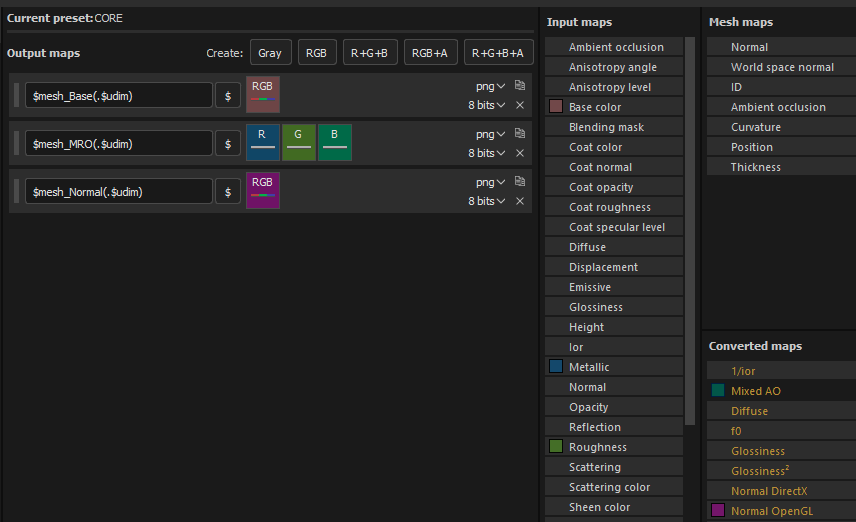 Current preset:CORE
Output maps
Create:
Gray
RGB
R+G+B
RGB+A
R+G+B+A
$mesh_Base(.$udim)
$
RGB
png
8 bits
$mesh_MRO(.$udim)
$
R
G
B
png
8 bits
$mesh_Normal(.$udim)
$
RGB
png
8 bits
Input maps
Ambient occlusion
Anisotropy angle
Anisotropy level
Base color
Blending mask
Coat color
Coat normal
Coat opacity
Coat roughness
Coat specular level
Diffuse
Displacement
Emissive
Glossiness
Height
Ior
Metallic
Normal
Opacity
Reflection
Roughness
Scattering
Scattering color
Sheen color
Mesh maps
Normal
World space normal
ID
Ambient occlusion
Curvature
Position
Thickness
Converted maps
1/ior
Mixed AO
Diffuse
f0
Glossiness
Glossiness²
Normal DirectX
Normal OpenGL